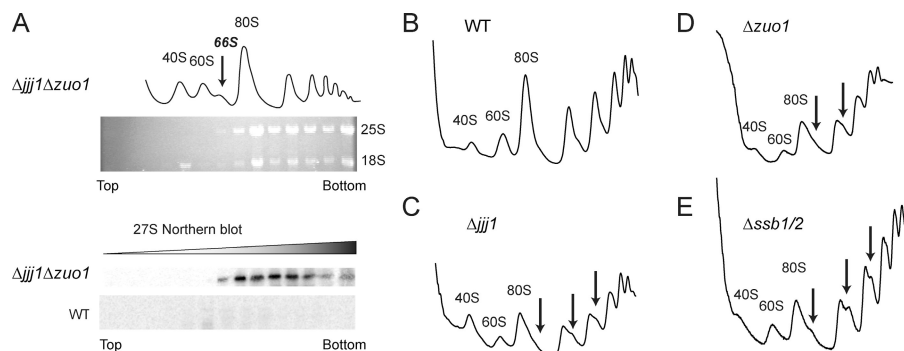 A
Δjjj1Δzuo1
40S
60S
66S
80S
25S
18S
Top
Bottom
27S Northern blot
Δjjj1Δzuo1
WT
Top
Bottom
B
WT
40S
60S
80S
C
Δjjj1
40S
60S
80S
D
Δzuo1
40S
60S
80S
E
Δssb1/2
40S
60S
80S